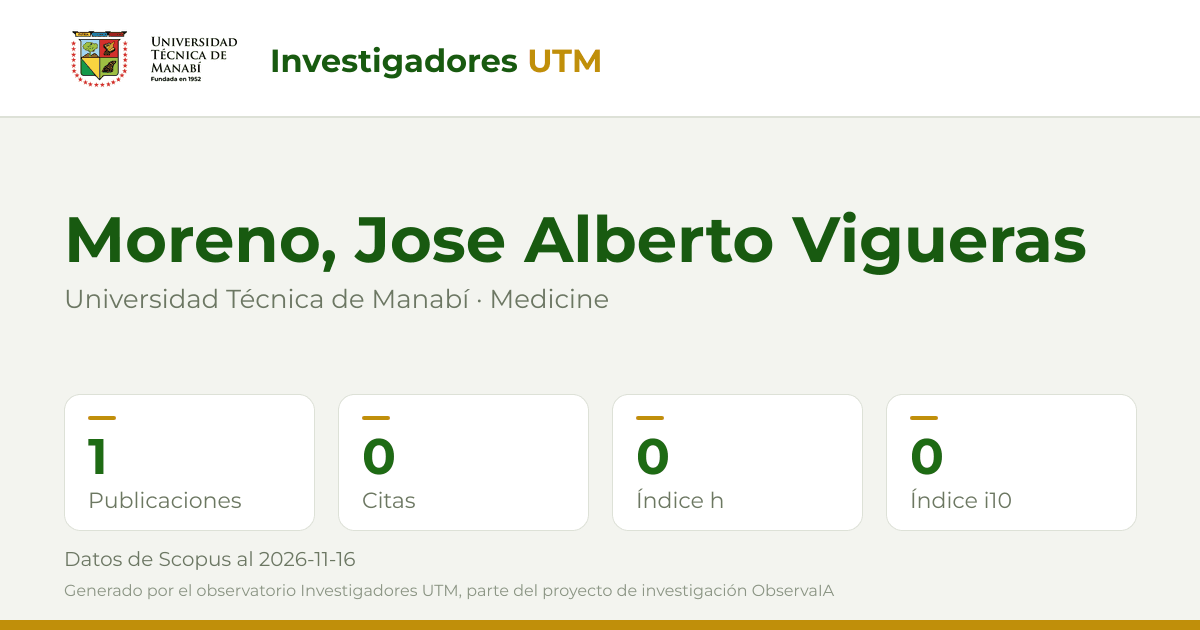 UNIVERSIDAD
TÉCNICA DE
MANABÍ
Fundada en 1952
Investigadores UTM
Moreno, Jose Alberto Vigueras
Universidad Técnica de Manabí · Medicine
1
Publicaciones
0
Citas
0
Índice h
0
Índice i10
Datos de Scopus al 2026-11-16
Generado por el observatorio Investigadores UTM, parte del proyecto de investigación ObservaIA